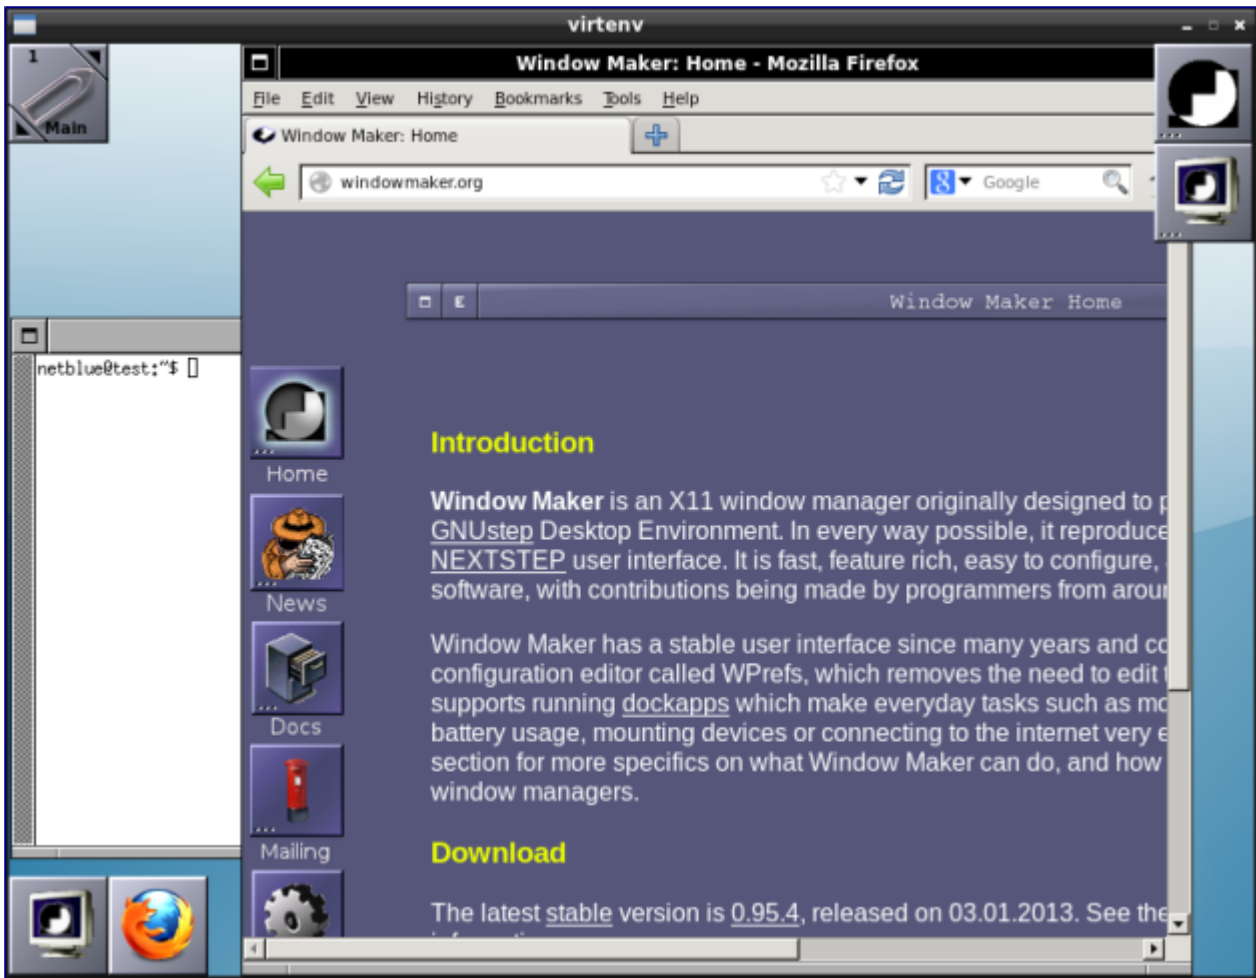 virtenv
1
Main
Window Maker: Home - Mozilla Firefox
File Edit View History Bookmarks Tools Help
Window Maker: Home
windowmaker.org
Google
Window Maker Home
netblue@test:~$
Home
News
Docs
Mailing
Introduction
Window Maker is an X11 window manager originally designed to p
GNUstep Desktop Environment. In every way possible, it reproduce
NEXTSTEP user interface. It is fast, feature rich, easy to configure,
software, with contributions being made by programmers from arou
Window Maker has a stable user interface since many years and co
configuration editor called WPrefs, which removes the need to edit t
supports running dockapps which make everyday tasks such as mo
battery usage, mounting devices or connecting to the internet very e
section for more specifics on what Window Maker can do, and how
window managers.
Download
The latest stable version is 0.95.4, released on 03.01.2013. See the